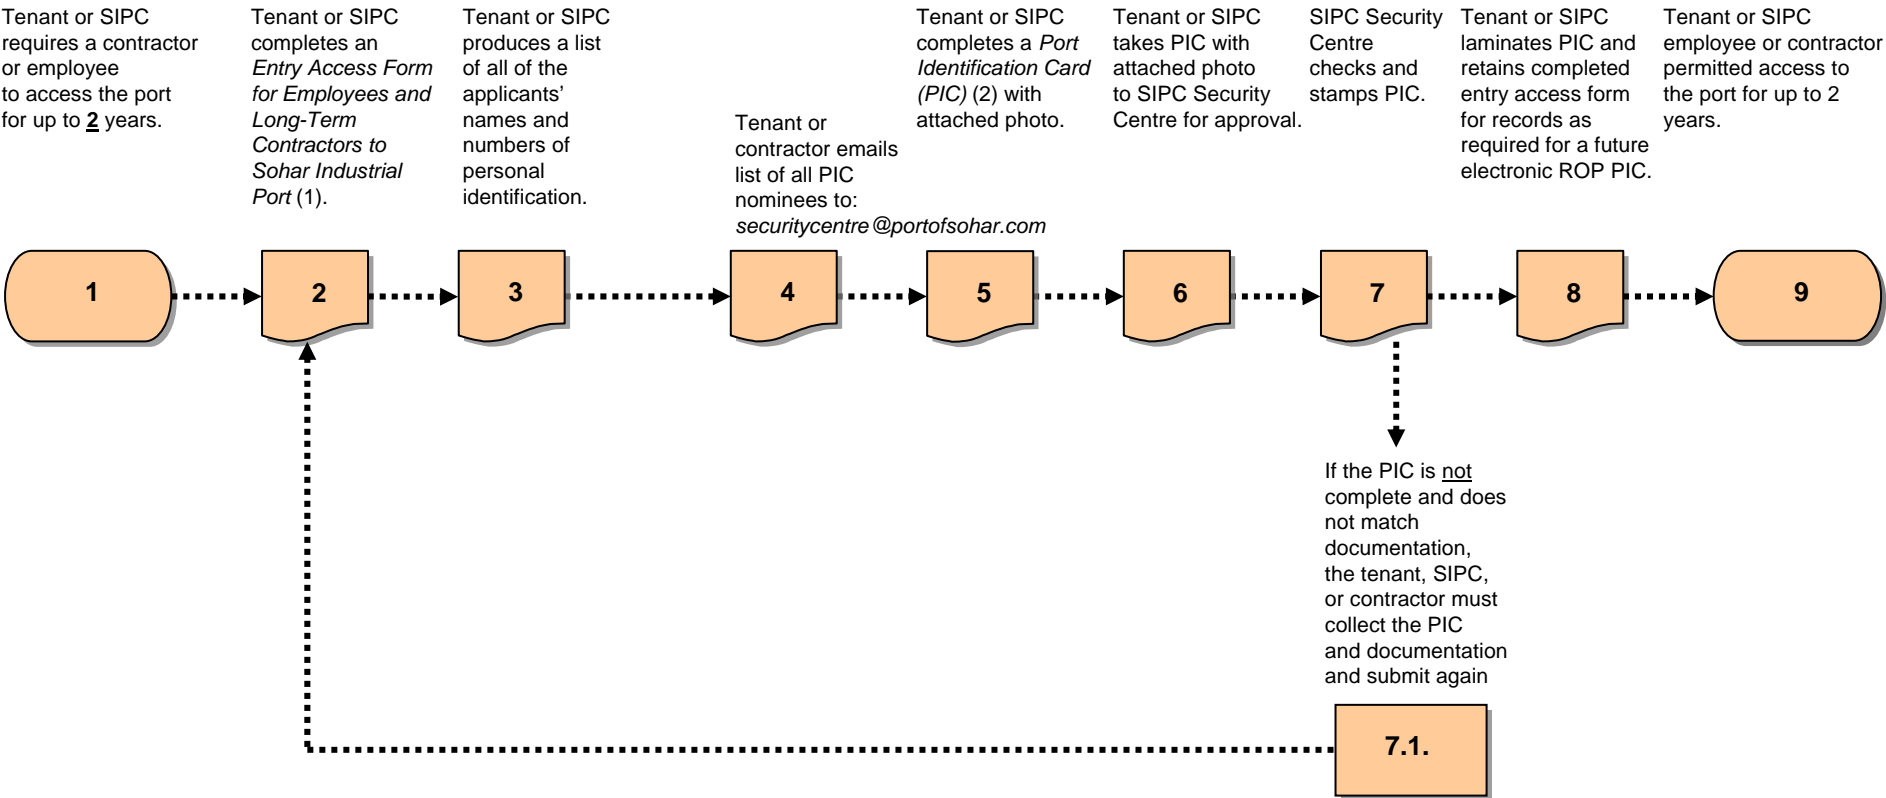 Tenant or SIPC
requires a contractor
or employee
to access the port
for up to 2 years.
Tenant or SIPC
completes an
Entry Access Form
for Employees and
Long-Term
Contractors to
Sohar Industrial
Port (1).
Tenant or SIPC
produces a list
of all of the
applicants’
names and
numbers of
personal
identification.
Tenant or
contractor emails
list of all PIC
nominees to:
securitycentre@portofsohar.com
Tenant or SIPC
completes a Port
Identification Card
(PIC) (2) with
attached photo.
Tenant or SIPC
takes PIC with
attached photo
to SIPC Security
Centre for approval.
SIPC Security
Centre
checks and
stamps PIC.
Tenant or SIPC
laminates PIC and
retains completed
entry access form
for records as
required for a future
electronic ROP PIC.
Tenant or SIPC
employee or contractor
permitted access to
the port for up to 2
years.
1
2
3
4
5
6
7
8
9
If the PIC is not
complete and does
not match
documentation,
the tenant, SIPC,
or contractor must
collect the PIC
and documentation
and submit again
7.1.